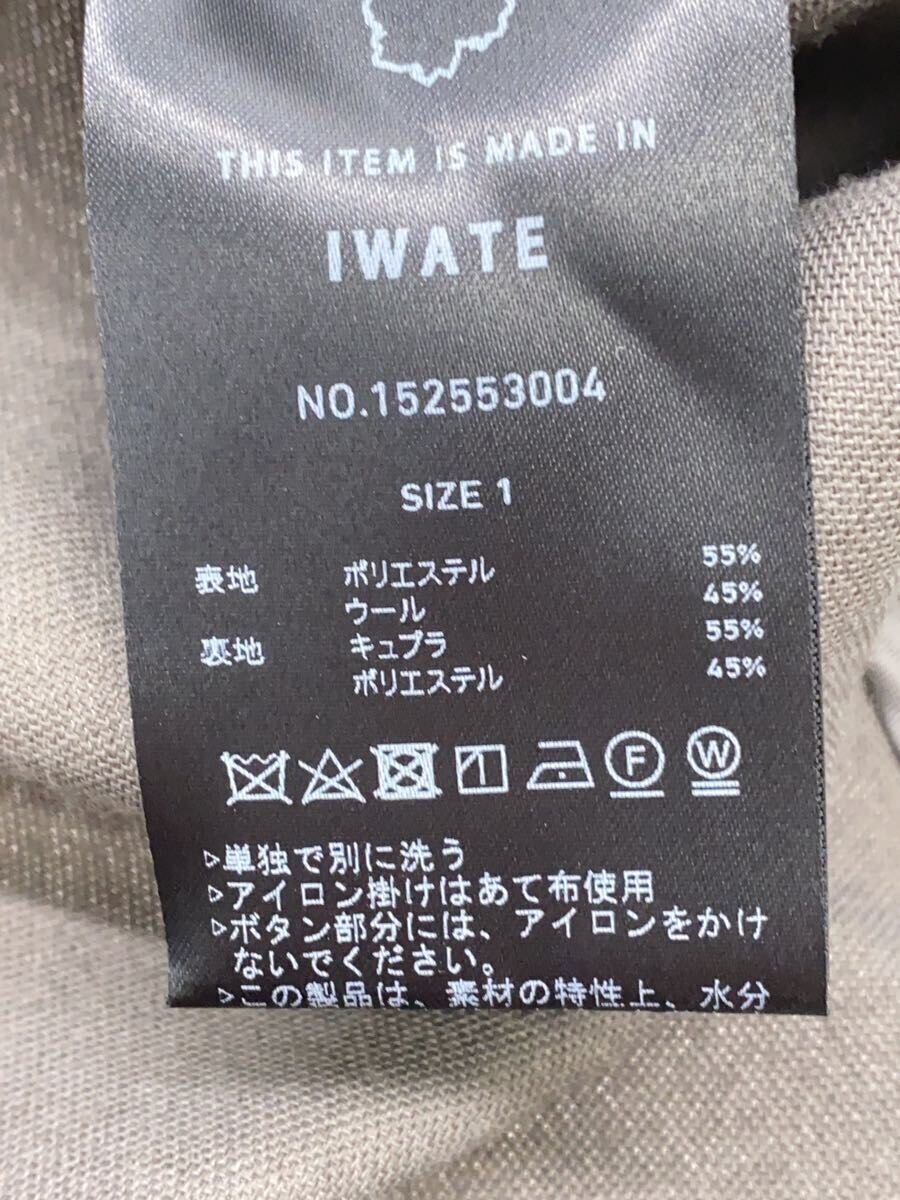 THIS ITEM IS MADE IN
IWATE
NO.152553004
SIZE 1
表地 ポリエステル 55%
ウール 45%
裏地 キュプラ 55%
ポリエステル 45%
F W
▷単独で別に洗う
▷アイロン掛けはあて布使用
▷ボタン部分には、アイロンをかけ
ないでください。
▷この製品は、素材の特性上、水分